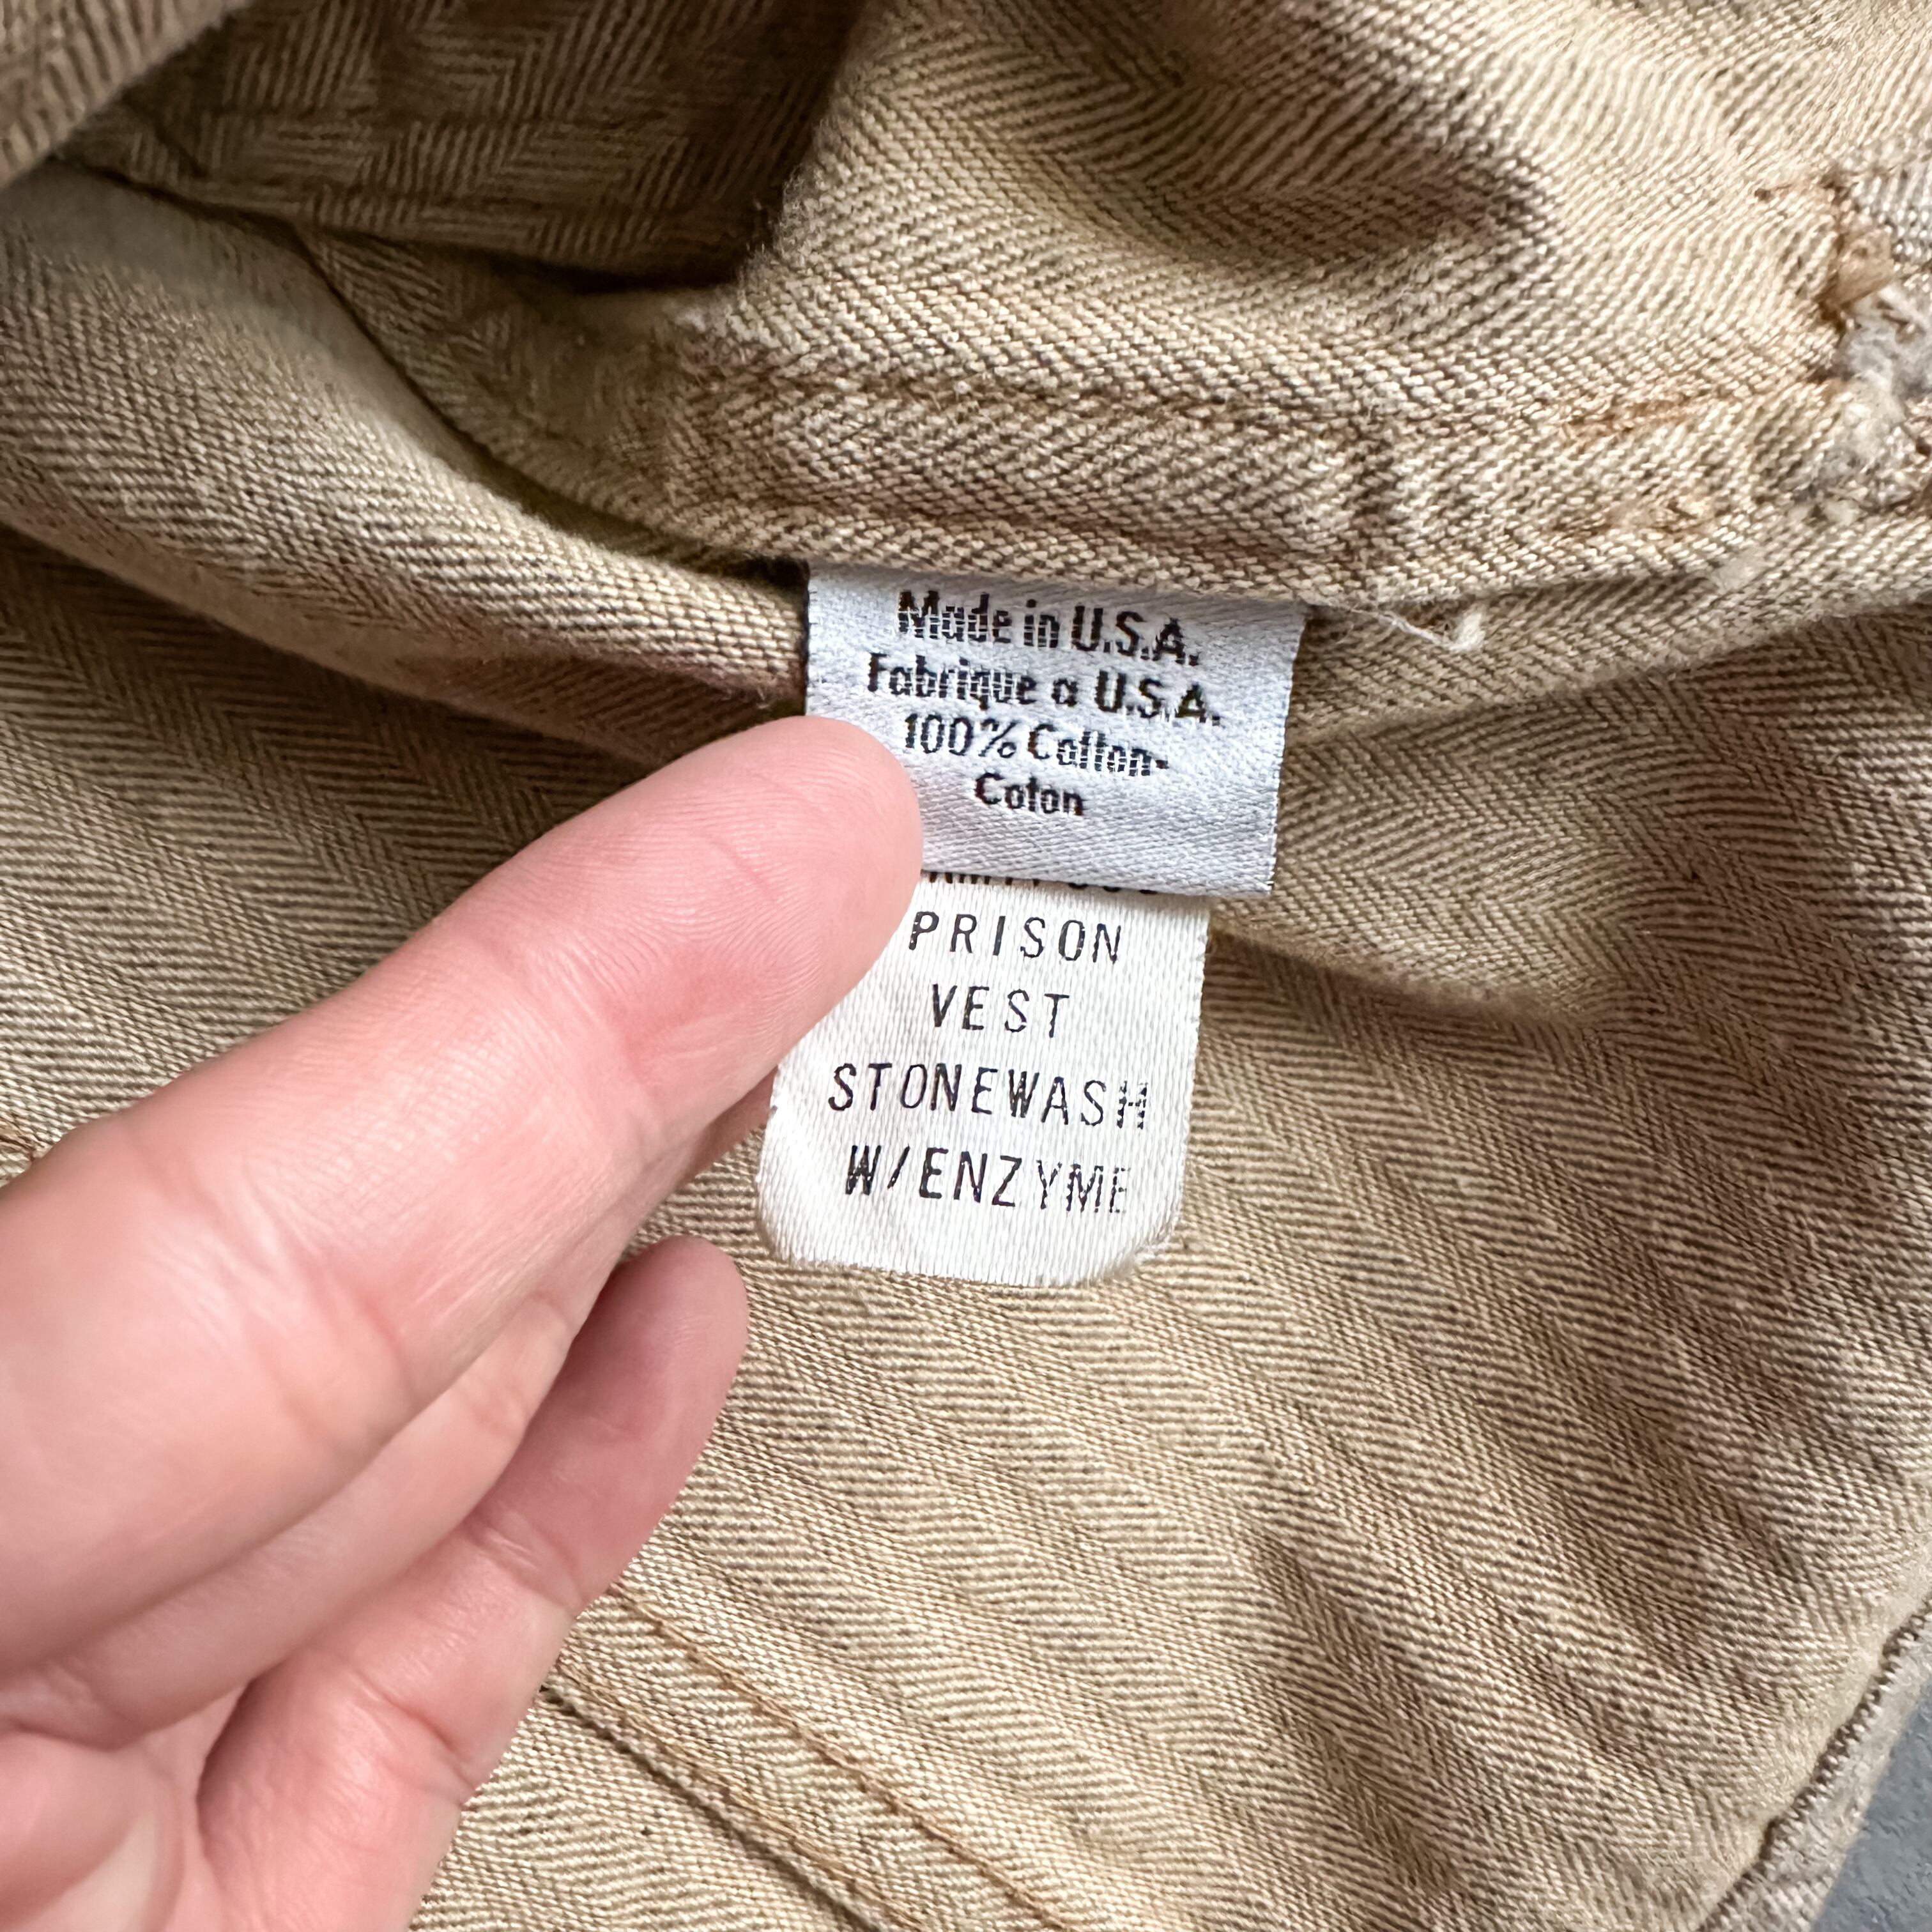 Made in U.S.A.
Fabrique a U.S.A.
100% Cotton-
Coton
PRISON
VEST
STONEWASH
W/ENZYME